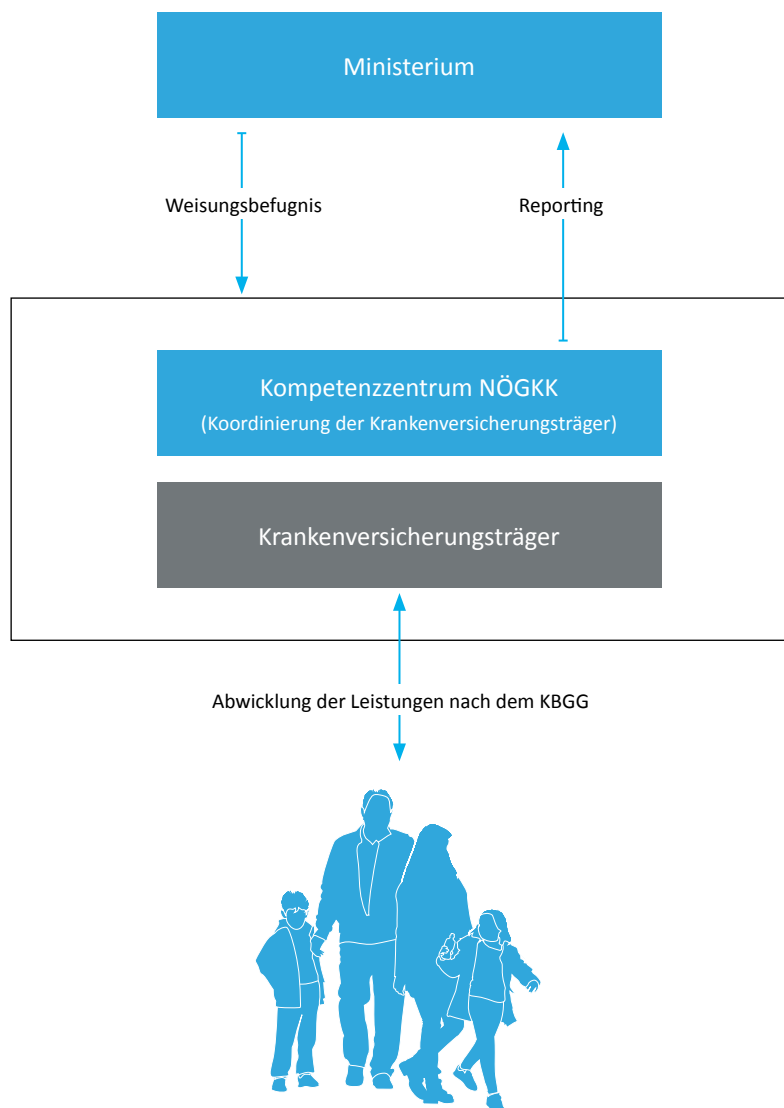 Ministerium
Weisungsbefugnis
Reporting
Kompetenzzentrum NÖGKK
(Koordinierung der Krankenversicherungsträger)
Krankenversicherungsträger
Abwicklung der Leistungen nach dem KBGG